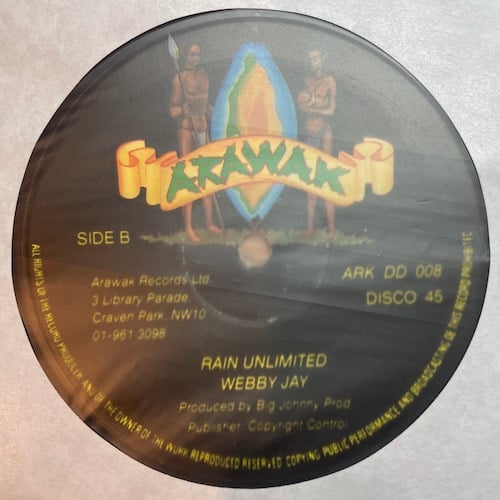 ARAWAK
SIDE B
ARK DD 008
DISCO 45
Arawak Records Ltd
3 Library Parade,
Craven Park, NW10
01-961 3098
RAIN UNLIMITED
WEBBY JAY
Produced by Big Johnny Prod
Publisher: Copyright Control
ALL RIGHTS OF THE RECORD PRODUCER AND OF THE OWNER OF THE WORK REPRODUCED RESERVED. COPYING PUBLIC PERFORMANCE AND BROADCASTING OF THIS RECORD PROHIBITED